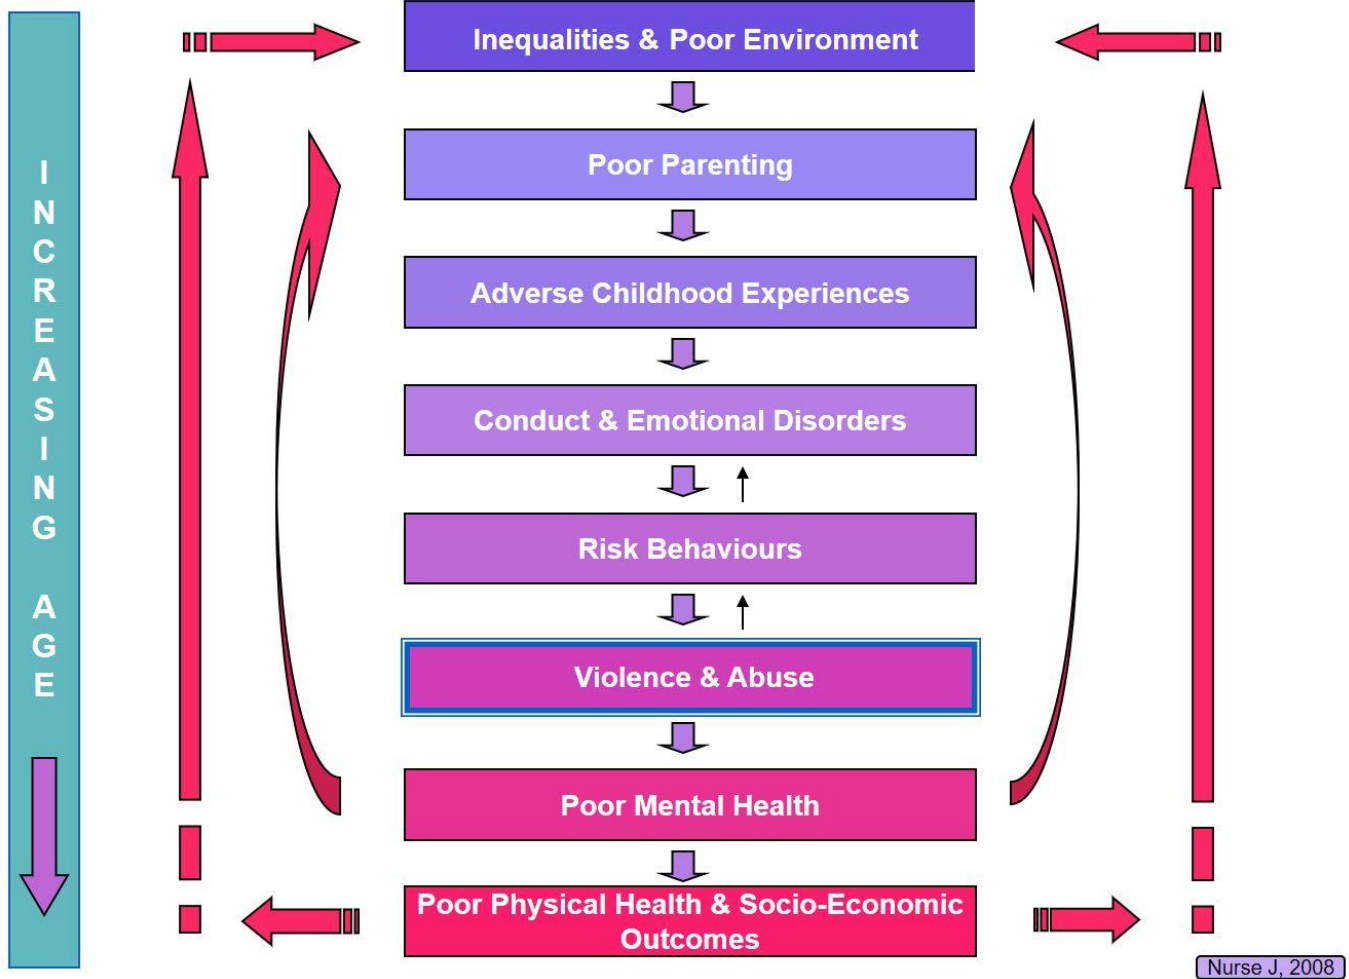 INCREASING AGE
Inequalities & Poor Environment
Poor Parenting
Adverse Childhood Experiences
Conduct & Emotional Disorders
Risk Behaviours
Violence & Abuse
Poor Mental Health
Poor Physical Health & Socio-Economic
Outcomes
Nurse J, 2008